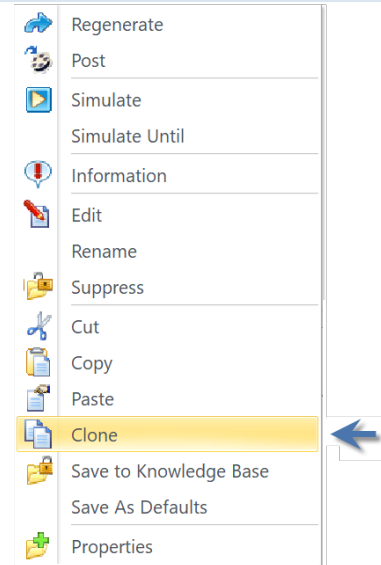 Regenerate
Post
Simulate
Simulate Until
Information
Edit
Rename
Suppress
Cut
Copy
Paste
Clone
Save to Knowledge Base
Save As Defaults
Properties